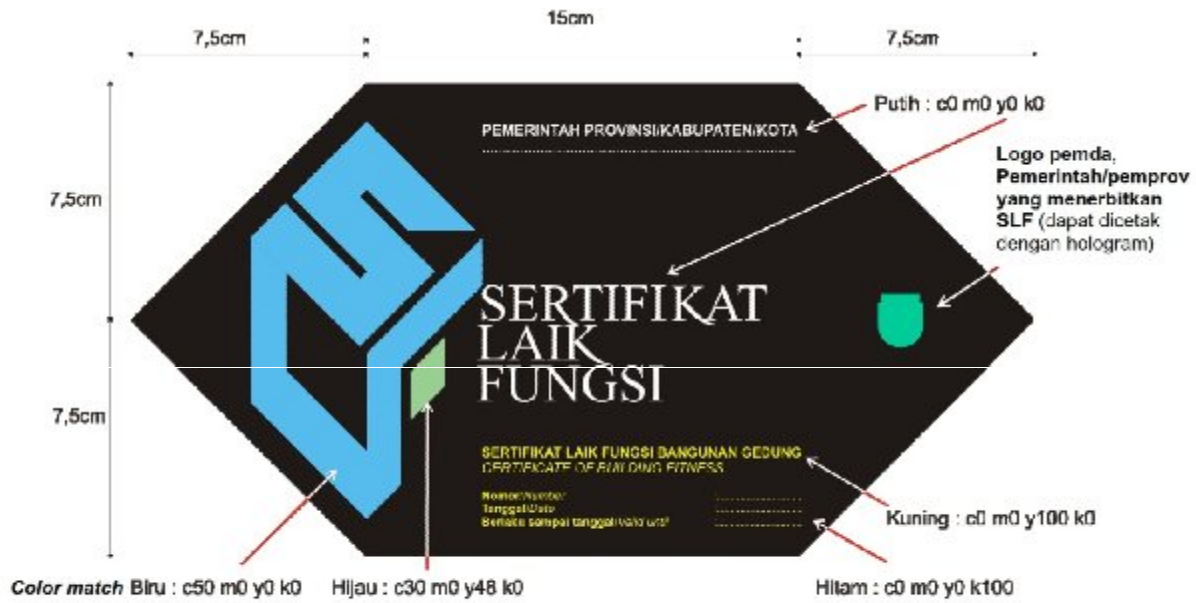 15cm
7,5cm
7,5cm
Putih : c0 m0 y0 k0
PEMERINTAH PROVINSI/KABUPATEN/KOTA
Logo pemda,
Pemerintah/pemprov
yang menerbitkan
SLF (dapat dicetak
dengan hologram)
7,5cm
SERTIFIKAT
LAIK
FUNGSI
7,5cm
SERTIFIKAT LAIK FUNGSI BANGUNAN GEDUNG
CERTIFICATE OF BUILDING FITNESS
Nomor/Number
Tanggal/Date
Berlaku sampai tanggal/valid until
Kuning : c0 m0 y100 k0
Color match Biru : c50 m0 y0 k0
Hijau : c30 m0 y48 k0
Hitam : c0 m0 y0 k100